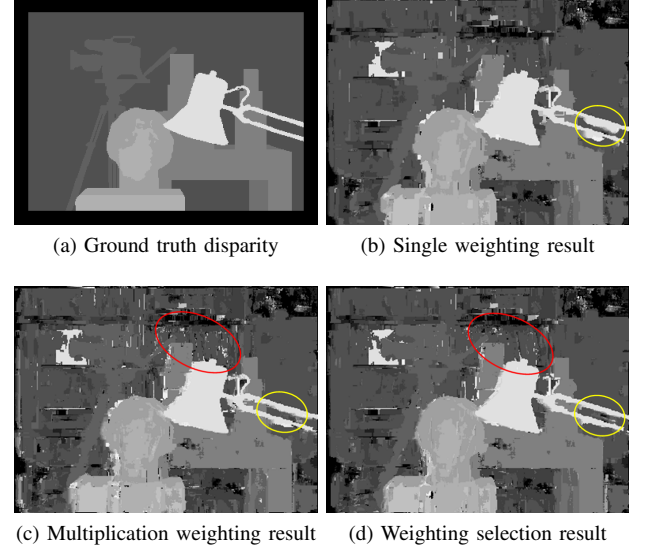 (a) Ground truth disparity
(b) Single weighting result
(c) Multiplication weighting result
(d) Weighting selection result